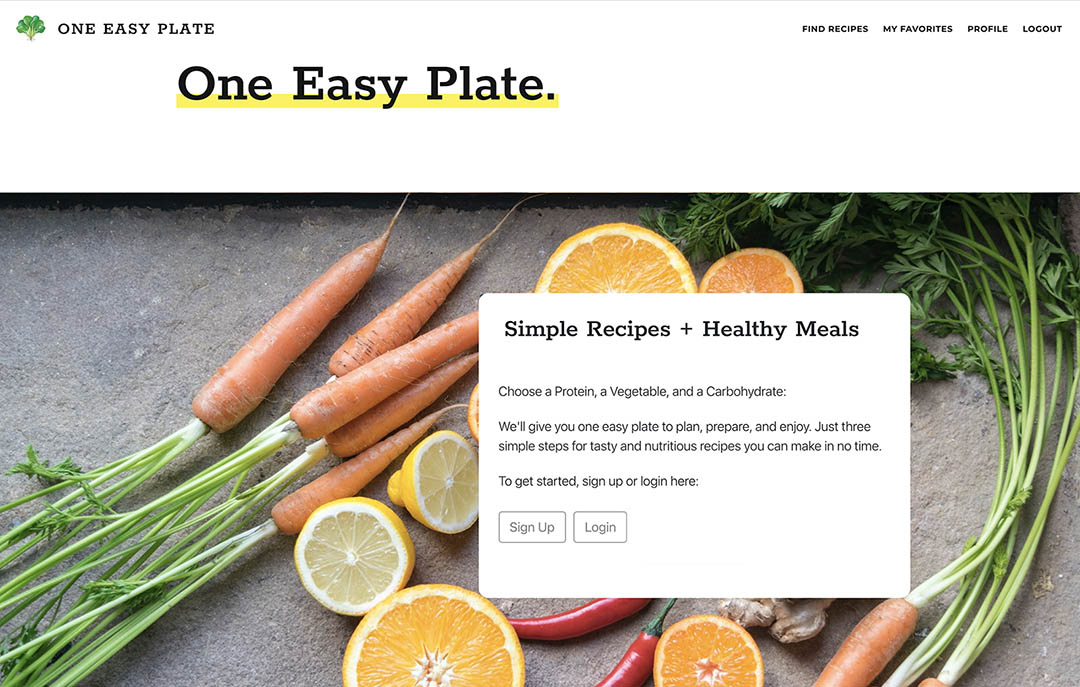 ONE EASY PLATE
FIND RECIPES MY FAVORITES PROFILE LOGOUT
One Easy Plate.
Simple Recipes + Healthy Meals
Choose a Protein, a Vegetable, and a Carbohydrate:
We'll give you one easy plate to plan, prepare, and enjoy. Just three
simple steps for tasty and nutritious recipes you can make in no time.
To get started, sign up or login here:
Sign Up Login